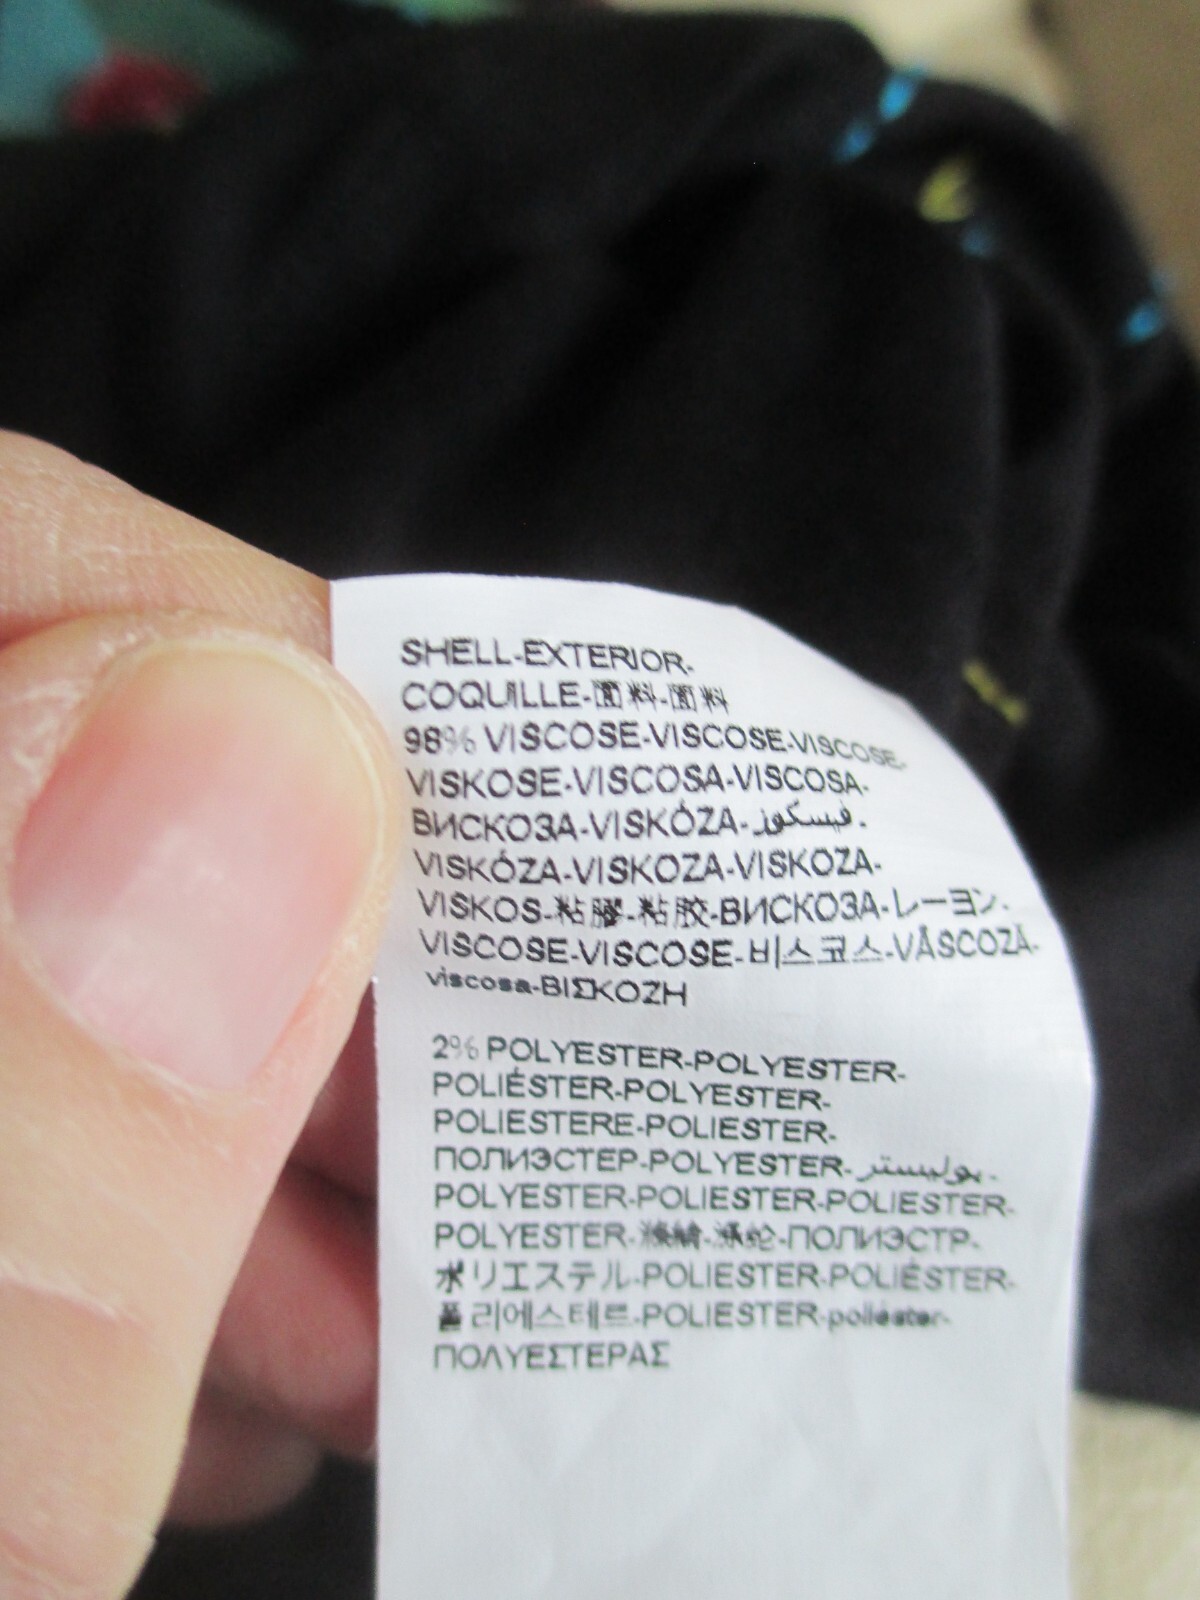 SHELL-EXTERIOR-
COQUILLE-面料-面料
98% VISCOSE-VISCOSE-VISCOSE-
VISKOSE-VISCOSA-VISCOSA-
ВИСКОЗА-VISKÓZA-فيسكوز-
VISKÓZA-VISKOZA-VISKOZA-
VISKOS-粘膠-粘胶-ВИСКОЗА-レーヨン-
VISCOSE-VISCOSE-비스코스-VÂSCOZĂ-
viscosa-ΒΙΣΚΟΖΗ
2% POLYESTER-POLYESTER-
POLIÉSTER-POLYESTER-
POLIESTERE-POLIESTER-
ПОЛИЭСТЕР-POLYESTER-بوليستر-
POLYESTER-POLIESTER-POLIESTER-
POLYESTER-滌綸-涤纶-ПОЛИЭСТР-
ポリエステル-POLIESTER-POLIÉSTER-
폴리에스테르-POLIESTER-poliéster-
ΠΟΛΥΕΣΤΕΡΑΣ